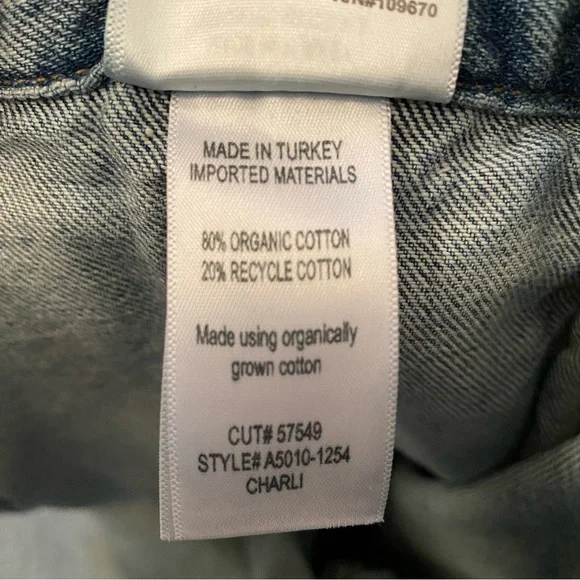 #109670
MADE IN TURKEY
IMPORTED MATERIALS
80% ORGANIC COTTON
20% RECYCLE COTTON
Made using organically
grown cotton
CUT# 57549
STYLE# A5010-1254
CHARLI